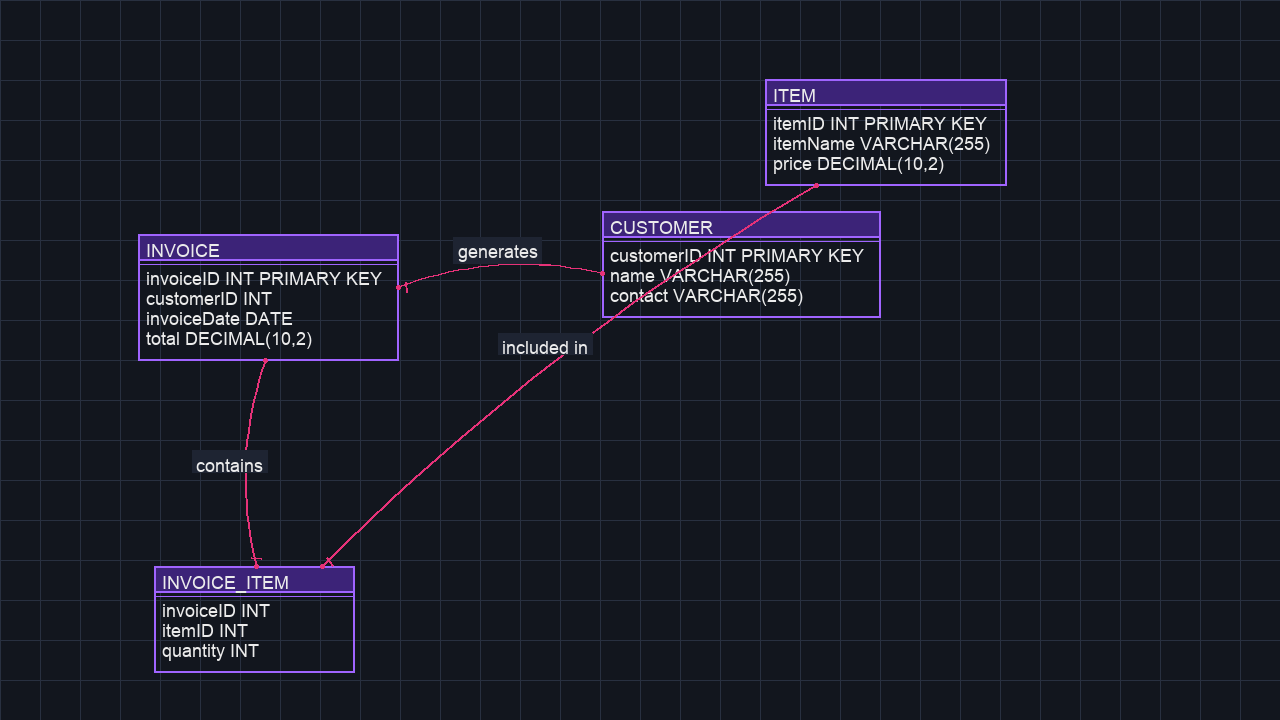 ITEM
itemID INT PRIMARY KEY
itemName VARCHAR(255)
price DECIMAL(10,2)
CUSTOMER
customerID INT PRIMARY KEY
name VARCHAR(255)
contact VARCHAR(255)
generates
INVOICE
invoiceID INT PRIMARY KEY
customerID INT
invoiceDate DATE
total DECIMAL(10,2)
included in
contains
INVOICE_ITEM
invoiceID INT
itemID INT
quantity INT